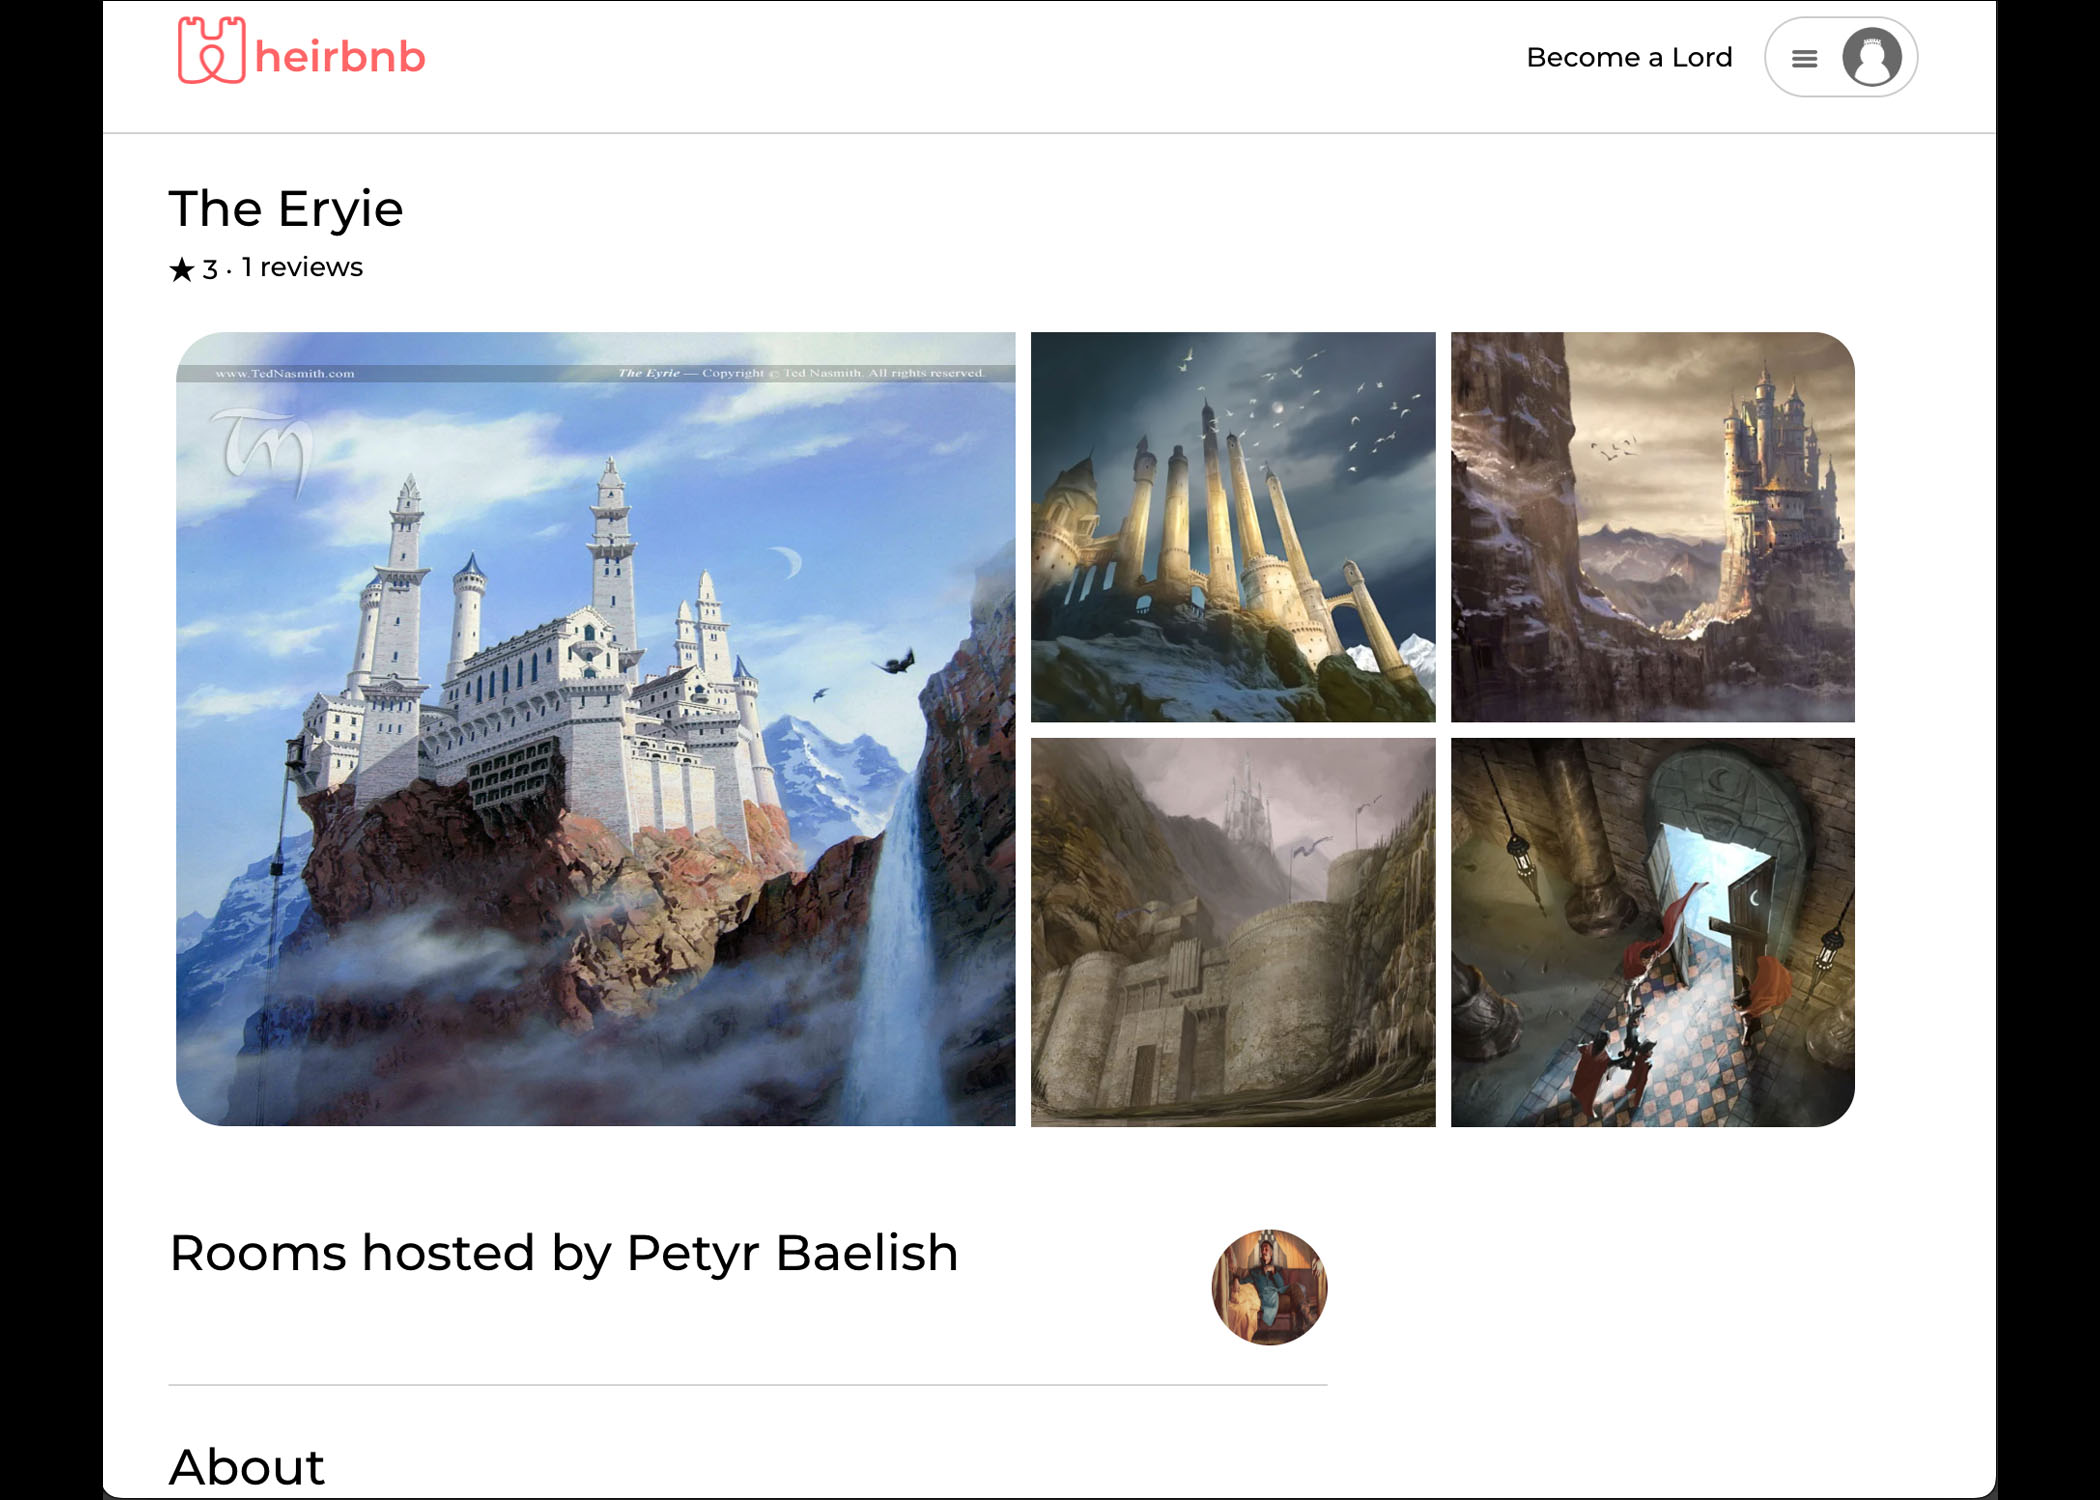 heirbnb
Become a Lord
The Eryie
★ 3 · 1 reviews
www.TedNasmith.com
The Eyrie — Copyright © Ted Nasmith. All rights reserved.
Tn
Rooms hosted by Petyr Baelish
About